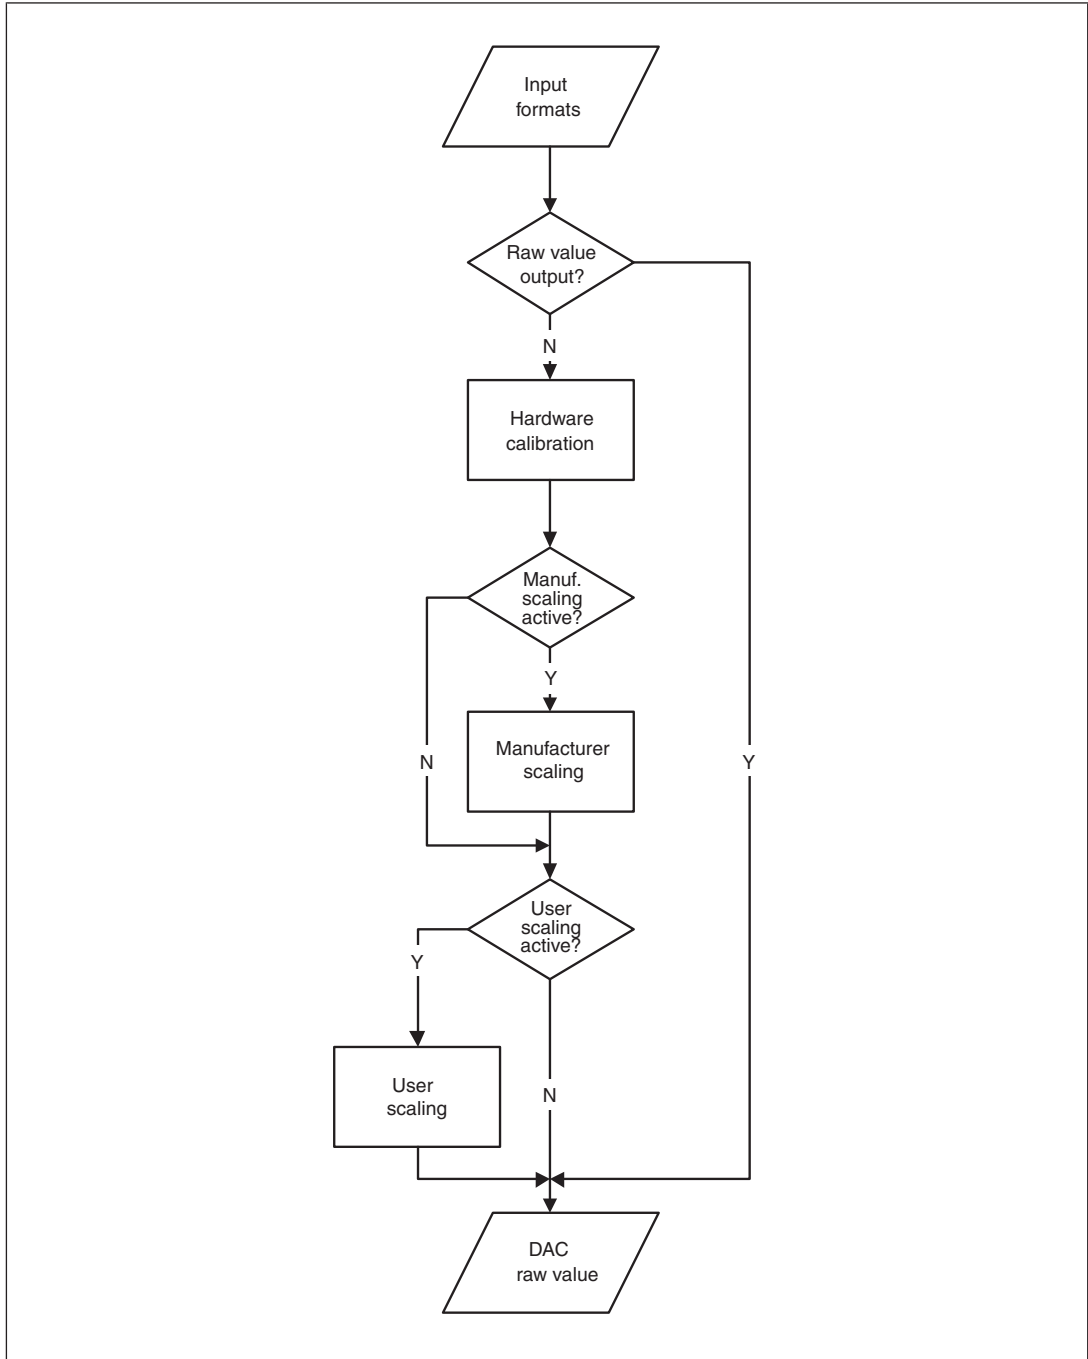 Input
formats
Raw value
output?
N
Hardware
calibration
Manuf.
scaling
active?
Y
Manufacturer
scaling
N
Y
User
scaling
active?
Y
User
scaling
N
DAC
raw value